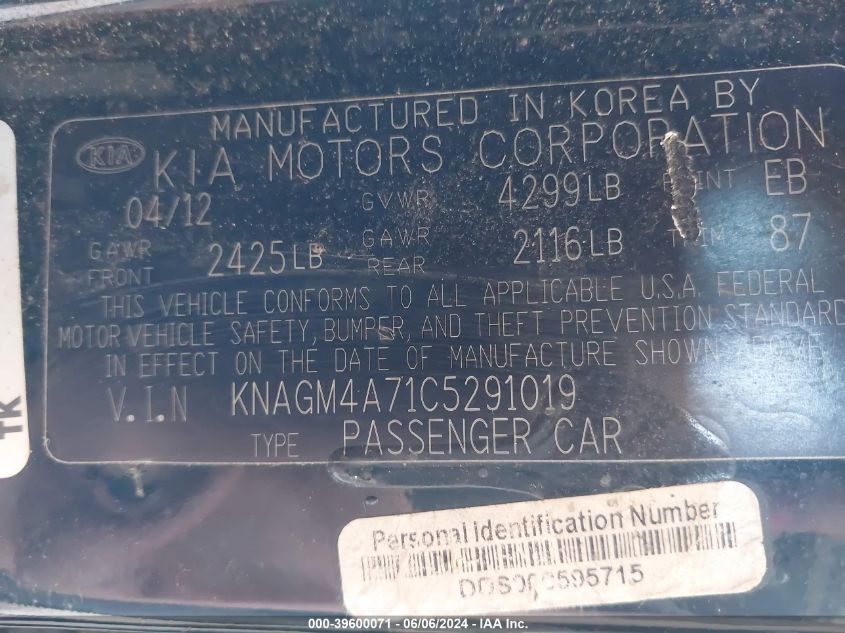 MANUFACTURED IN KOREA BY
KIA KIA MOTORS CORPORATION
04/12 GVWR 4299LB EB
GAWR FRONT 2425LB GAWR REAR 2116LB TRIM 87
THIS VEHICLE CONFORMS TO ALL APPLICABLE U.S.A. FEDERAL
MOTOR VEHICLE SAFETY, BUMPER, AND THEFT PREVENTION STANDARD
IN EFFECT ON THE DATE OF MANUFACTURE SHOWN ABOVE.
V.I.N KNAGM4A71C5291019
TYPE PASSENGER CAR
TK
Personal Identification Number
000-39600071 - 06/06/2024 - IAA Inc.